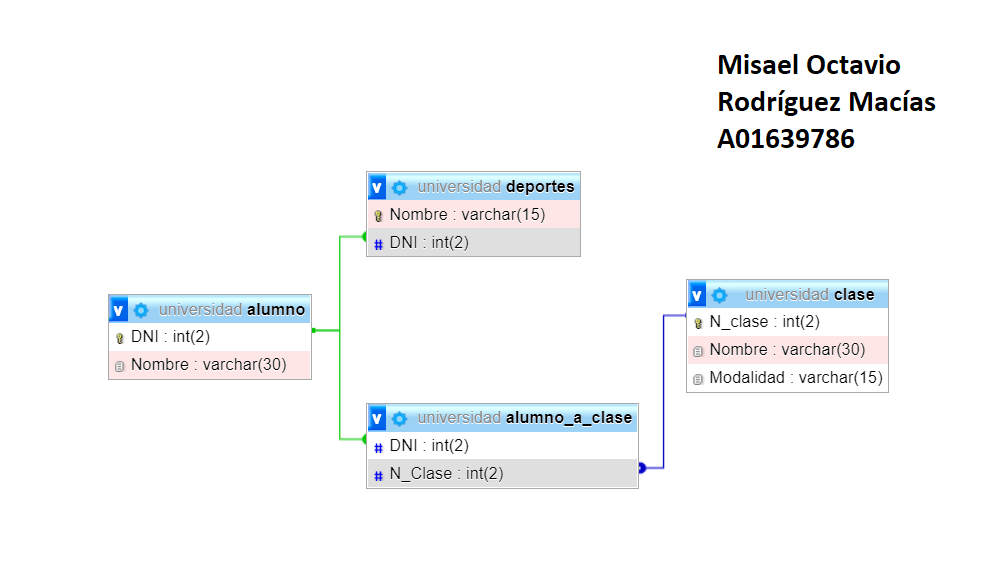 Misael Octavio
Rodríguez Macías
A01639786
v universidad deportes
Nombre : varchar(15)
# DNI : int(2)
v universidad alumno
DNI : int(2)
Nombre : varchar(30)
v universidad clase
N_clase : int(2)
Nombre : varchar(30)
Modalidad : varchar(15)
v universidad alumno_a_clase
# DNI : int(2)
# N_Clase : int(2)